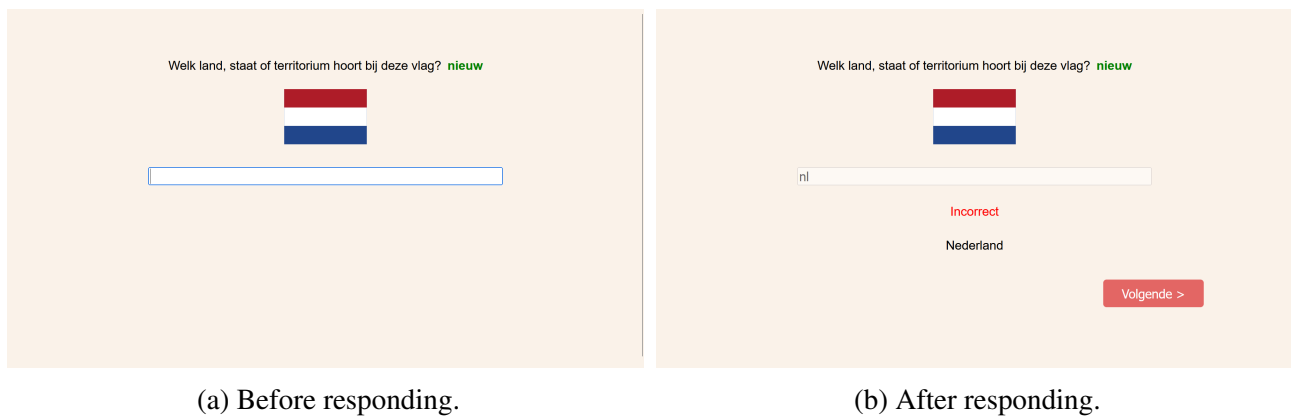 Welk land, staat of territorium hoort bij deze vlag? nieuw
(a) Before responding.
Welk land, staat of territorium hoort bij deze vlag? nieuw
nl
Incorrect
Nederland
Volgende >
(b) After responding.